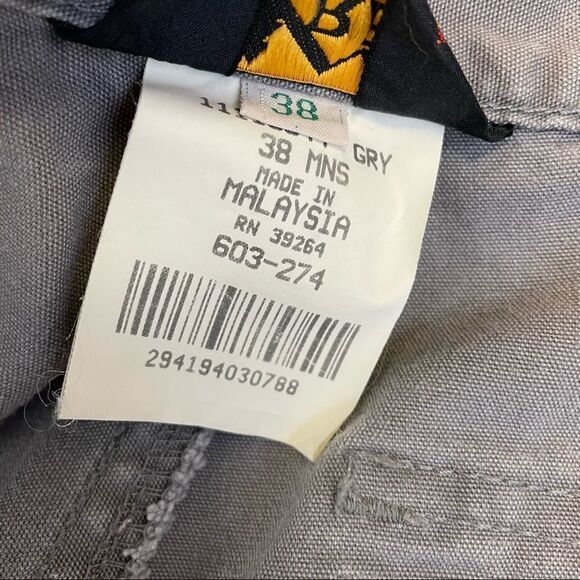 B
38
GRY
38 MNS
MADE IN
MALAYSIA
RN 39264
603-274
294194030788